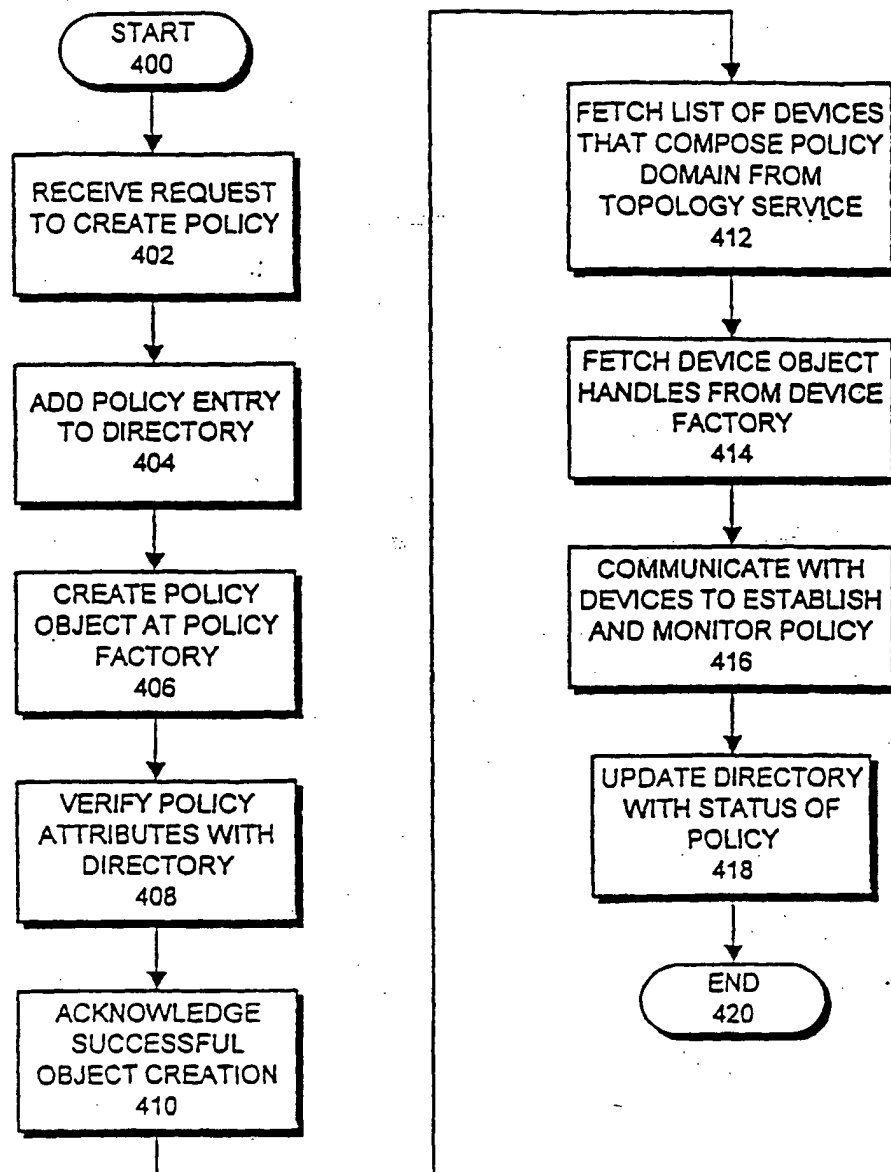 START
400
RECEIVE REQUEST
TO CREATE POLICY
402
ADD POLICY ENTRY
TO DIRECTORY
404
CREATE POLICY
OBJECT AT POLICY
FACTORY
406
VERIFY POLICY
ATTRIBUTES WITH
DIRECTORY
408
ACKNOWLEDGE
SUCCESSFUL
OBJECT CREATION
410
FETCH LIST OF DEVICES
THAT COMPOSE POLICY
DOMAIN FROM
TOPOLOGY SERVICE
412
FETCH DEVICE OBJECT
HANDLES FROM DEVICE
FACTORY
414
COMMUNICATE WITH
DEVICES TO ESTABLISH
AND MONITOR POLICY
416
UPDATE DIRECTORY
WITH STATUS OF
POLICY
418
END
420